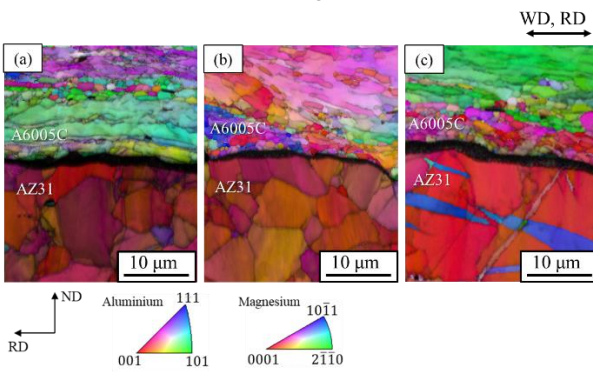 WD, RD
(a)
(b)
(c)
A6005C
A6005C
A6005C
AZ31
AZ31
AZ31
10 μm
10 μm
10 μm
ND
RD
Aluminium
111
001
101
Magnesium
101̅1
0001
21̅1̅0